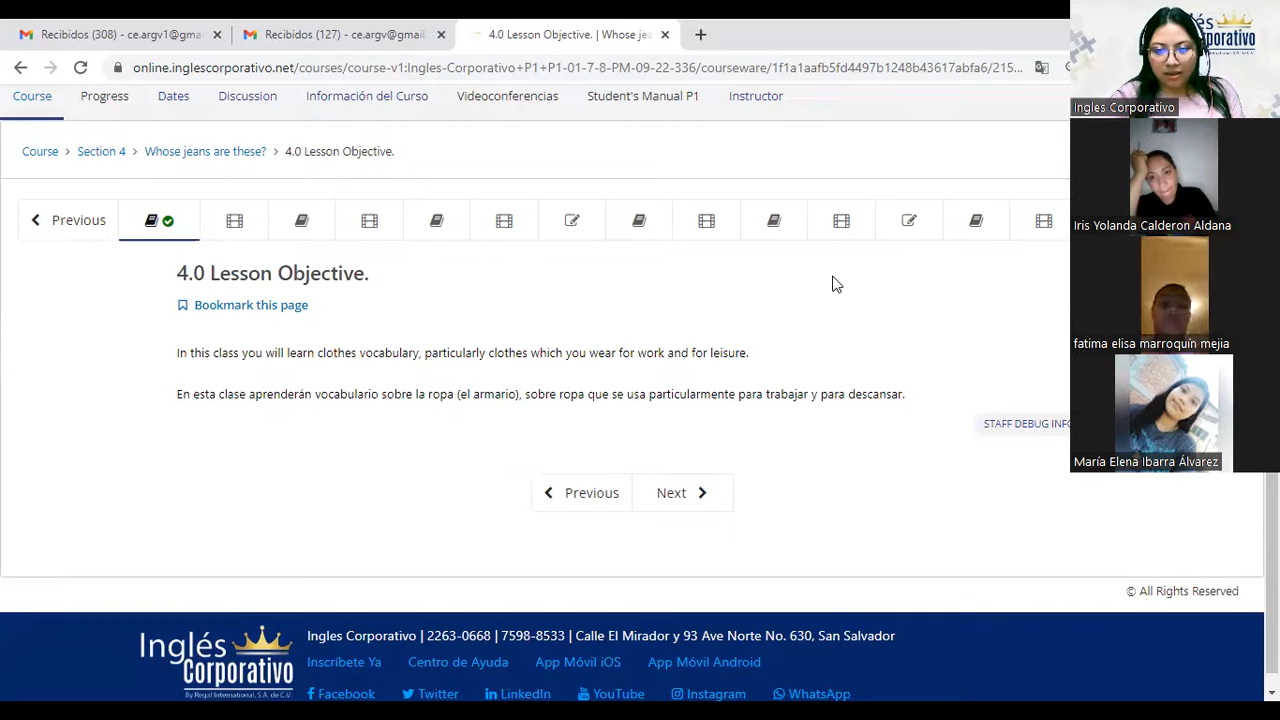 Recibidos (308) - ce.argv1@gma
Recibidos (127) - ce.argv@gmail.
4.0 Lesson Objective. | Whose jea
online.inglescorporativo.net/courses/course-v1:Ingles-Corporativo+P1+P1-01-7-8-PM-09-22-336/courseware/1f1a1aafb5fd4497b1248b43617abfa6/215...
Course Progress Dates Discussion Información del Curso Videoconferencias Student's Manual P1 Instructor
Course > Section 4 > Whose jeans are these? > 4.0 Lesson Objective.
Previous
4.0 Lesson Objective.
Bookmark this page
In this class you will learn clothes vocabulary, particularly clothes which you wear for work and for leisure.
En esta clase aprenderán vocabulario sobre la ropa (el armario), sobre ropa que se usa particularmente para trabajar y para descansar.
STAFF DEBUG INFO
Previous Next
© All Rights Reserved
Inglés
Corporativo
By Regal International, S.A. de C.V.
Ingles Corporativo | 2263-0668 | 7598-8533 | Calle El Mirador y 93 Ave Norte No. 630, San Salvador
Inscríbete Ya Centro de Ayuda App Móvil iOS App Móvil Android
Facebook Twitter LinkedIn YouTube Instagram WhatsApp
Ingles Corporativo
Iris Yolanda Calderon Aldana
fatima elisa marroquín mejia
María Elena Ibarra Álvarez